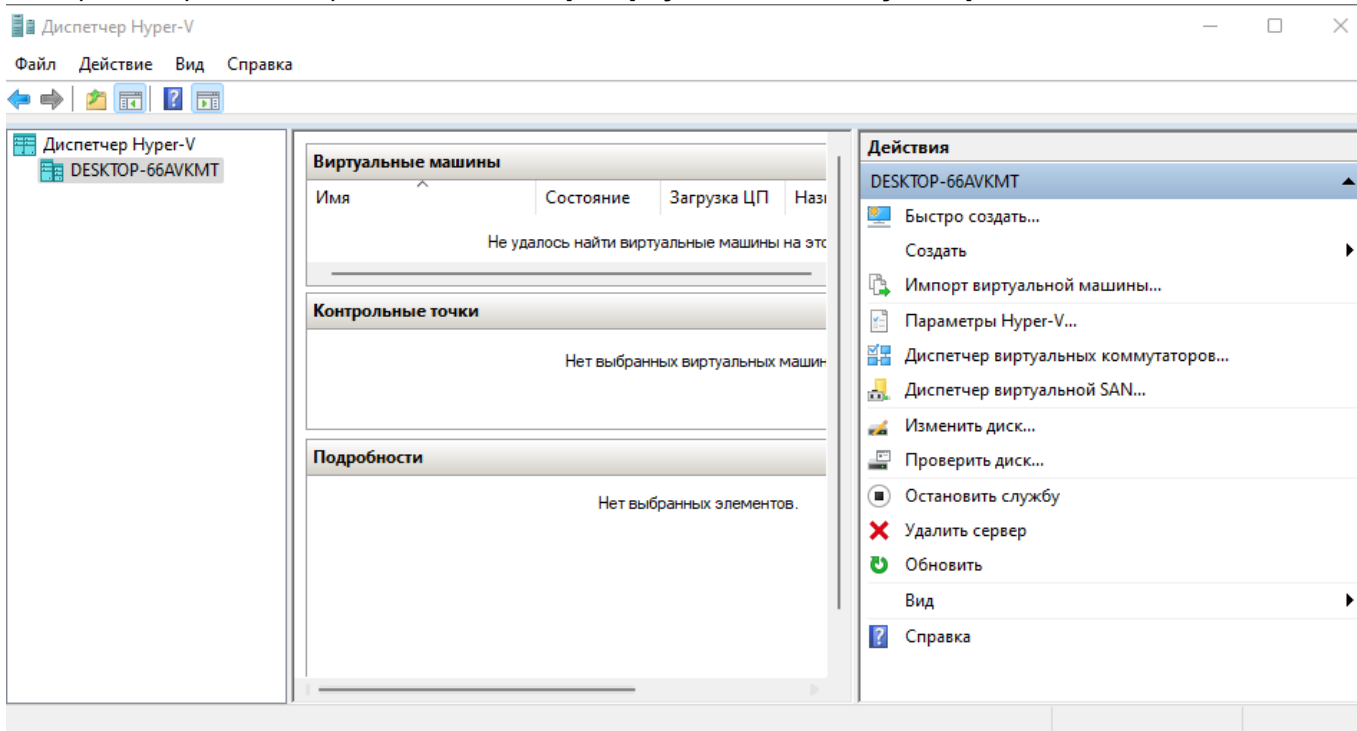 Диспетчер Hyper-V
Файл Действие Вид Справка
Диспетчер Hyper-V
DESKTOP-66AVKMT
Виртуальные машины
Имя Состояние Загрузка ЦП
Не удалось найти виртуальные машины на
Контрольные точки
Нет выбранных виртуальных
Подробности
Нет выбранных элементов.
Действия
DESKTOP-66AVKMT
Быстро создать...
Создать
Импорт виртуальной машины...
Параметры Hyper-V...
Диспетчер виртуальных коммутаторов...
Диспетчер виртуальной SAN...
Изменить диск...
Проверить диск...
Остановить службу
Удалить сервер
Обновить
Вид
Справка